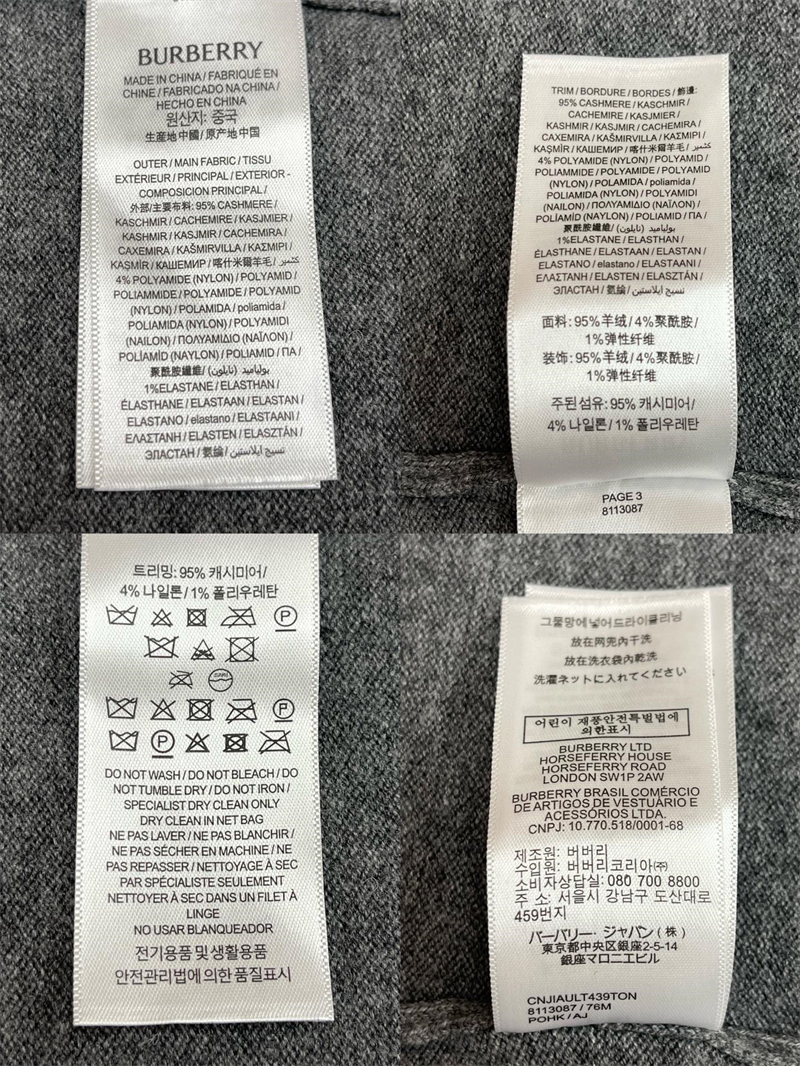 BURBERRY
MADE IN CHINA / FABRIQUÉ EN
CHINE / FABRICADO NA CHINA /
HECHO EN CHINA
원산지: 중국
生産地 中國 / 原产地 中国
OUTER / MAIN FABRIC / TISSU
EXTÉRIEUR / PRINCIPAL / EXTERIOR -
COMPOSICION PRINCIPAL /
外部/主要布料: 95% CASHMERE /
KASCHMIR / CACHEMIRE / KASJMIER /
KASHMIR / KASJMIR / CACHEMIRA /
CAXEMIRA / KAŠMIRVILLA / ΚΑΣΜΙΡΙ /
KAŞMİR / КАШЕМИР / 喀什米爾羊毛 / كشمير
4% POLYAMIDE (NYLON) / POLYAMID /
POLIAMMIDE / POLYAMIDE / POLYAMID
(NYLON) / POLAMIDA / poliamida /
POLIAMIDA (NYLON) / POLYAMIDI
(NAILON) / ΠΟΛΥΑΜΙΔΙΟ (ΝΑΪΛΟΝ) /
POLİAMİD (NAYLON) / POLIAMID / ПА /
聚酰胺纖維/ بولياميد (نايلون)
1%ELASTANE / ELASTHAN /
ÉLASTHANE / ELASTAAN / ELASTAN /
ELASTANO / elastano / ELASTAANI /
ΕΛΑΣΤΑΝΗ / ELASTEN / ELASZTÁN /
ЭЛАСТАН / 氨綸 / نسيج ايلاستين
TRIM / BORDURE / BORDES / 飾邊:
95% CASHMERE / KASCHMIR /
CACHEMIRE / KASJMIER /
KASHMIR / KASJMIR / CACHEMIRA /
CAXEMIRA / KAŠMIRVILLA / ΚΑΣΜΙΡΙ /
KAŞMİR / КАШЕМИР / 喀什米爾羊毛 / كشمير
4% POLYAMIDE (NYLON) / POLYAMID /
POLIAMMIDE / POLYAMIDE / POLYAMID
(NYLON) / POLAMIDA / poliamida /
POLIAMIDA (NYLON) / POLYAMIDI
(NAILON) / ΠΟΛΥΑΜΙΔΙΟ (ΝΑΪΛΟΝ) /
POLİAMİD (NAYLON) / POLIAMID / ПА /
聚酰胺纖維/ بولياميد (نايلون)
1%ELASTANE / ELASTHAN /
ÉLASTHANE / ELASTAAN / ELASTAN /
ELASTANO / elastano / ELASTAANI /
ΕΛΑΣΤΑΝΗ / ELASTEN / ELASZTÁN /
ЭЛАСТАН / 氨綸 / نسيج ايلاستين
面料: 95%羊绒 / 4%聚酰胺 /
1%弹性纤维
装饰: 95%羊绒 / 4%聚酰胺 /
1%弹性纤维
주된섬유: 95% 캐시미어/
4% 나일론 / 1% 폴리우레탄
PAGE 3
8113087
트리밍: 95% 캐시미어/
4% 나일론 / 1% 폴리우레탄
P
P
P
DO NOT WASH / DO NOT BLEACH / DO
NOT TUMBLE DRY / DO NOT IRON /
SPECIALIST DRY CLEAN ONLY
DRY CLEAN IN NET BAG
NE PAS LAVER / NE PAS BLANCHIR /
NE PAS SÉCHER EN MACHINE / NE
PAS REPASSER / NETTOYAGE À SEC
PAR SPÉCIALISTE SEULEMENT
NETTOYER À SEC DANS UN FILET À
LINGE
NO USAR BLANQUEADOR
전기용품 및 생활용품
안전관리법에 의한 품질표시
그물망에 넣어 드라이 클리닝
放在网兜內干洗
放在洗衣袋內乾洗
洗濯ネットに入れてください
어린이 제품안전특별법에
의한표시
BURBERRY LTD
HORSEFERRY HOUSE
HORSEFERRY ROAD
LONDON SW1P 2AW
BURBERRY BRASIL COMÉRCIO
DE ARTIGOS DE VESTUÁRIO E
ACESSÓRIOS LTDA.
CNPJ: 10.770.518/0001-68
제조원: 버버리
수입원: 버버리코리아㈜
소비자상담실: 080 700 8800
주 소: 서울시 강남구 도산대로
459번지
バーバリー・ジャパン (株)
東京都中央区銀座2-5-14
銀座マロニエビル
CNJIAULT439TON
8113087 / 76M
POHK / AJ